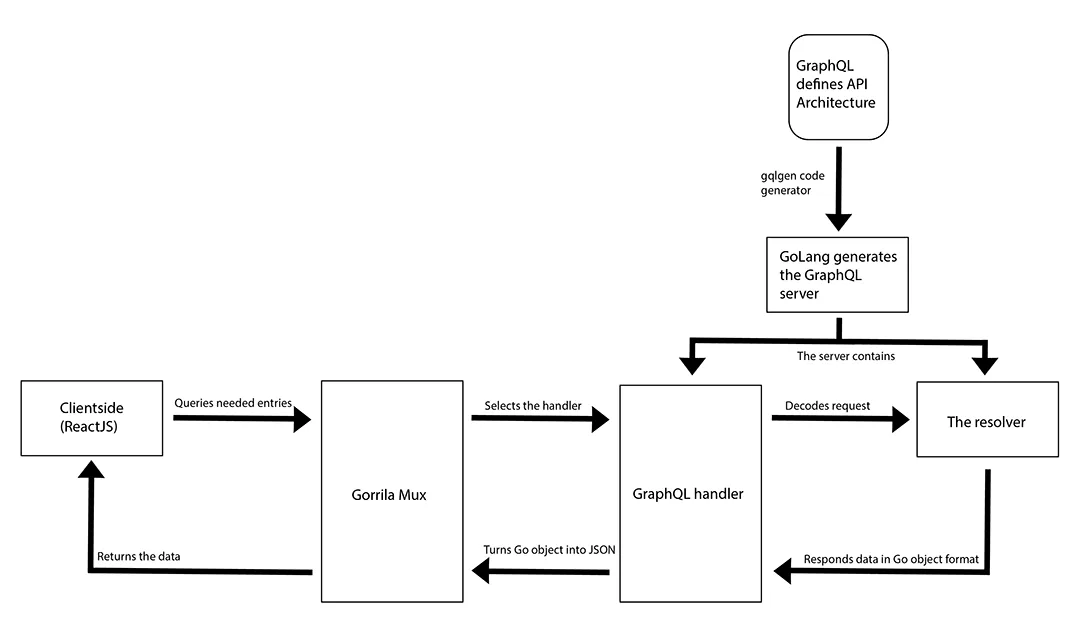 GraphQL
defines API
Architecture
gqlgen code
generator
GoLang generates
the GraphQL
server
The server contains
Clientside
(ReactJS)
Queries needed entries
Gorrila Mux
Selects the handler
GraphQL handler
Decodes request
The resolver
Returns the data
Turns Go object into JSON
Responds data in Go object format